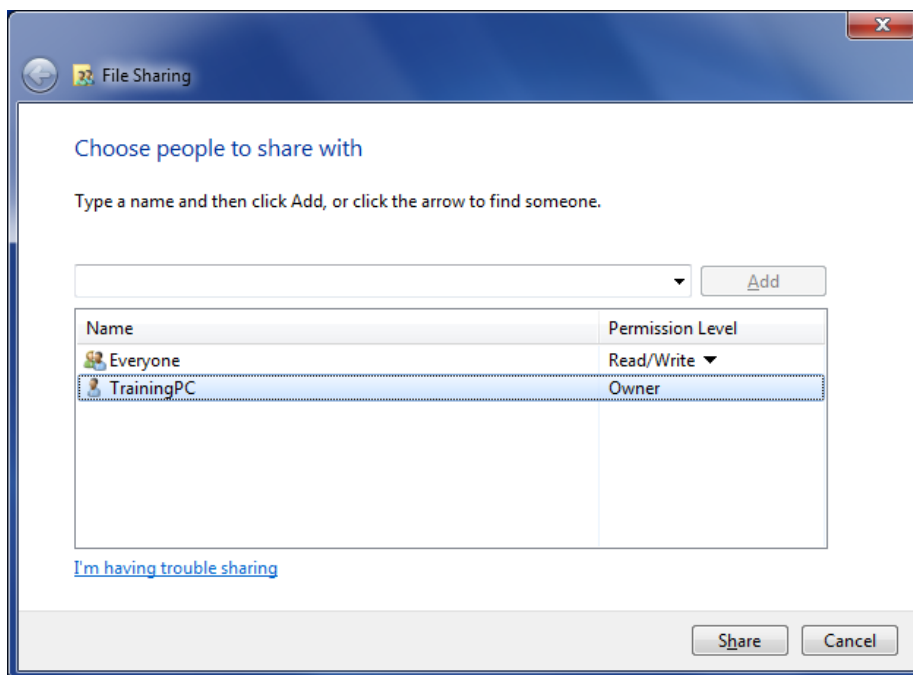 File Sharing
Choose people to share with
Type a name and then click Add, or click the arrow to find someone.
Add
Name Permission Level
Everyone Read/Write
TrainingPC Owner
I'm having trouble sharing
Share Cancel